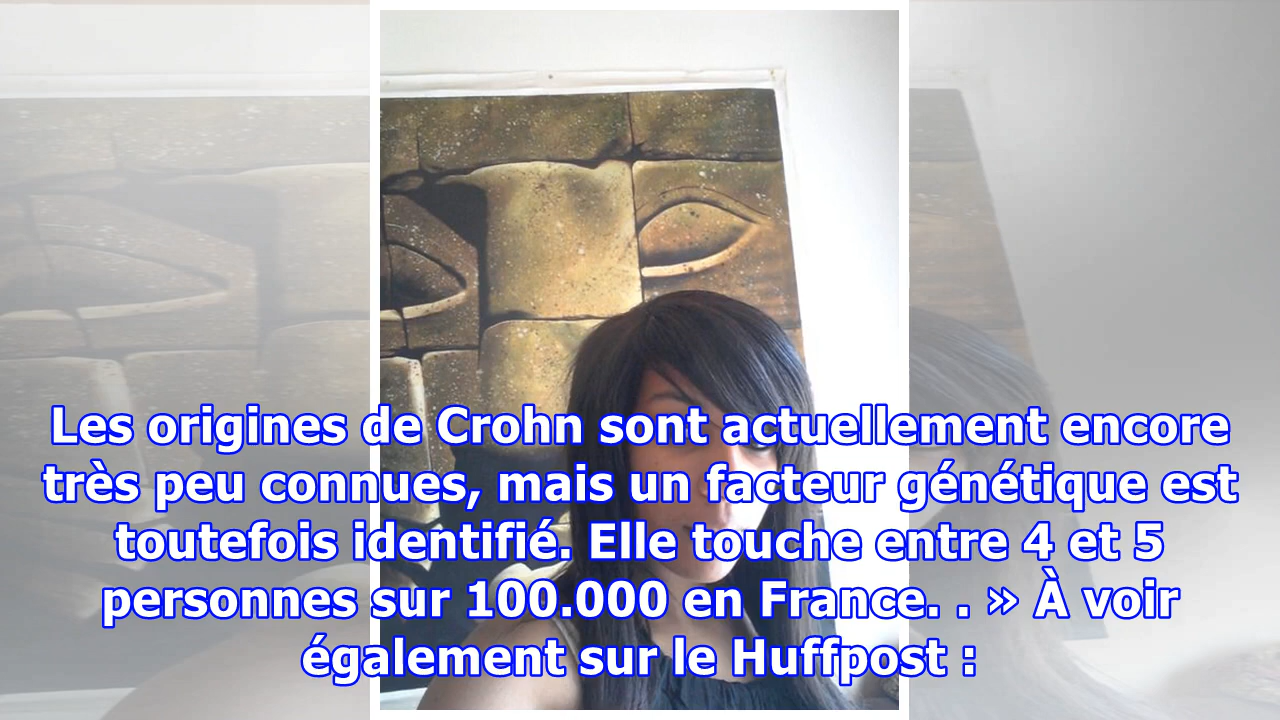 Les origines de Crohn sont actuellement encore
très peu connues, mais un facteur génétique est
toutefois identifié. Elle touche entre 4 et 5
personnes sur 100.000 en France. . » À voir
également sur le Huffpost :